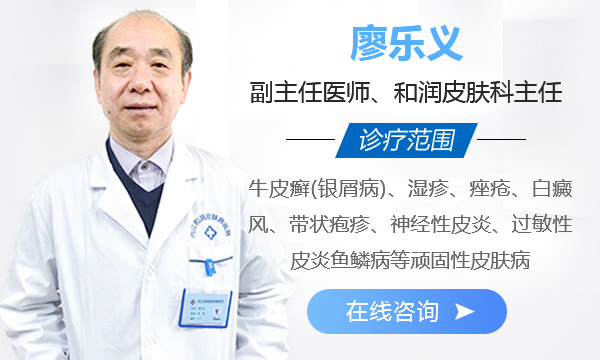 廖乐义
副主任医师、和润皮肤科主任
诊疗范围
牛皮癣(银屑病)、湿疹、痤疮、白癜
风、带状疱疹、神经性皮炎、过敏性
皮炎鱼鳞病等顽固性皮肤病
在线咨询